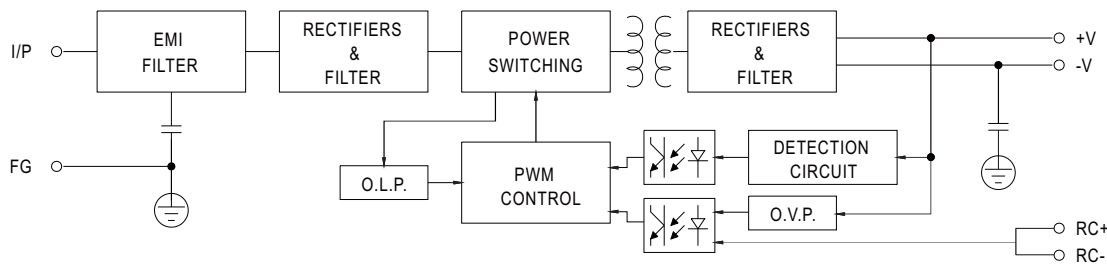 I/P
EMI
FILTER
RECTIFIERS
&
FILTER
POWER
SWITCHING
RECTIFIERS
&
FILTER
+V
-V
FG
O.L.P.
PWM
CONTROL
DETECTION
CIRCUIT
O.V.P.
RC+
RC-